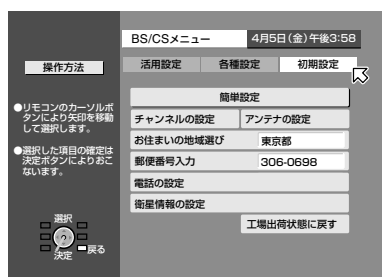 BS/CSメニュー
4月5日(金)午後3:58
操作方法
活用設定 各種設定 初期設定
簡単設定
●リモコンのカーソルボ
タンにより矢印を移動
して選択します。
●選択した項目の確定は
決定ボタンによりおこ
ないます。
チャンネルの設定 アンテナの設定
お住まいの地域選び 東京都
郵便番号入力 306-0698
電話の設定
衛星情報の設定
工場出荷状態に戻す
選択
?
戻る
決定